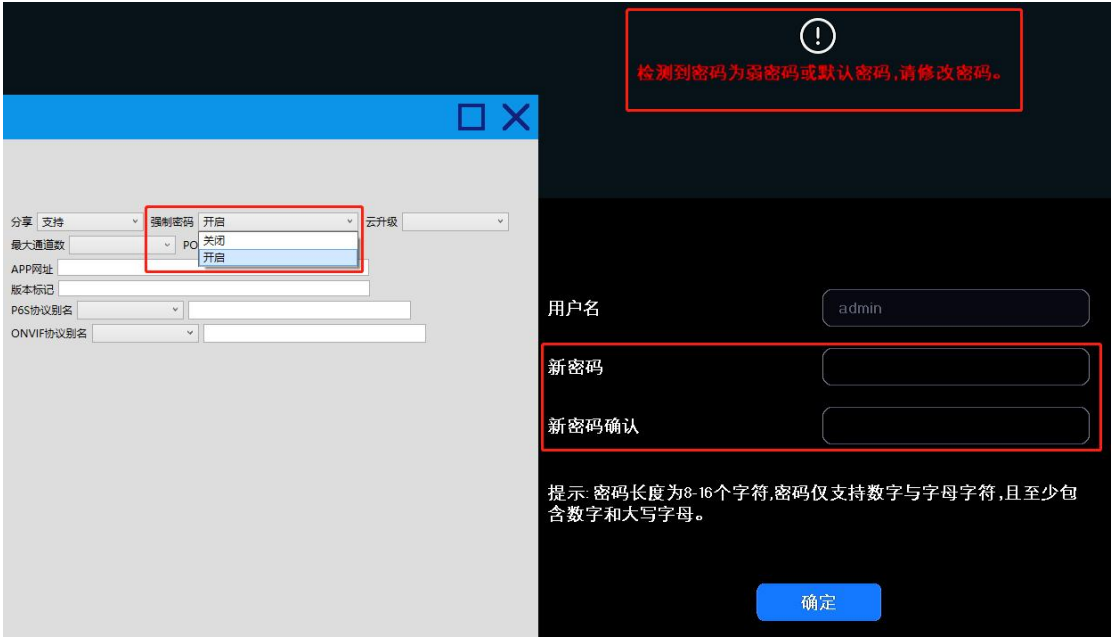 检测到密码为弱密码或默认密码,请修改密码。
分享 支持 强制密码 开启 云升级
最大通道数 PO 关闭
开启
APP网址
版本标记
P6S协议别名
ONVIF协议别名
用户名 admin
新密码
新密码确认
提示:密码长度为8-16个字符,密码仅支持数字与字母字符,且至少包
含数字和大写字母。
确定